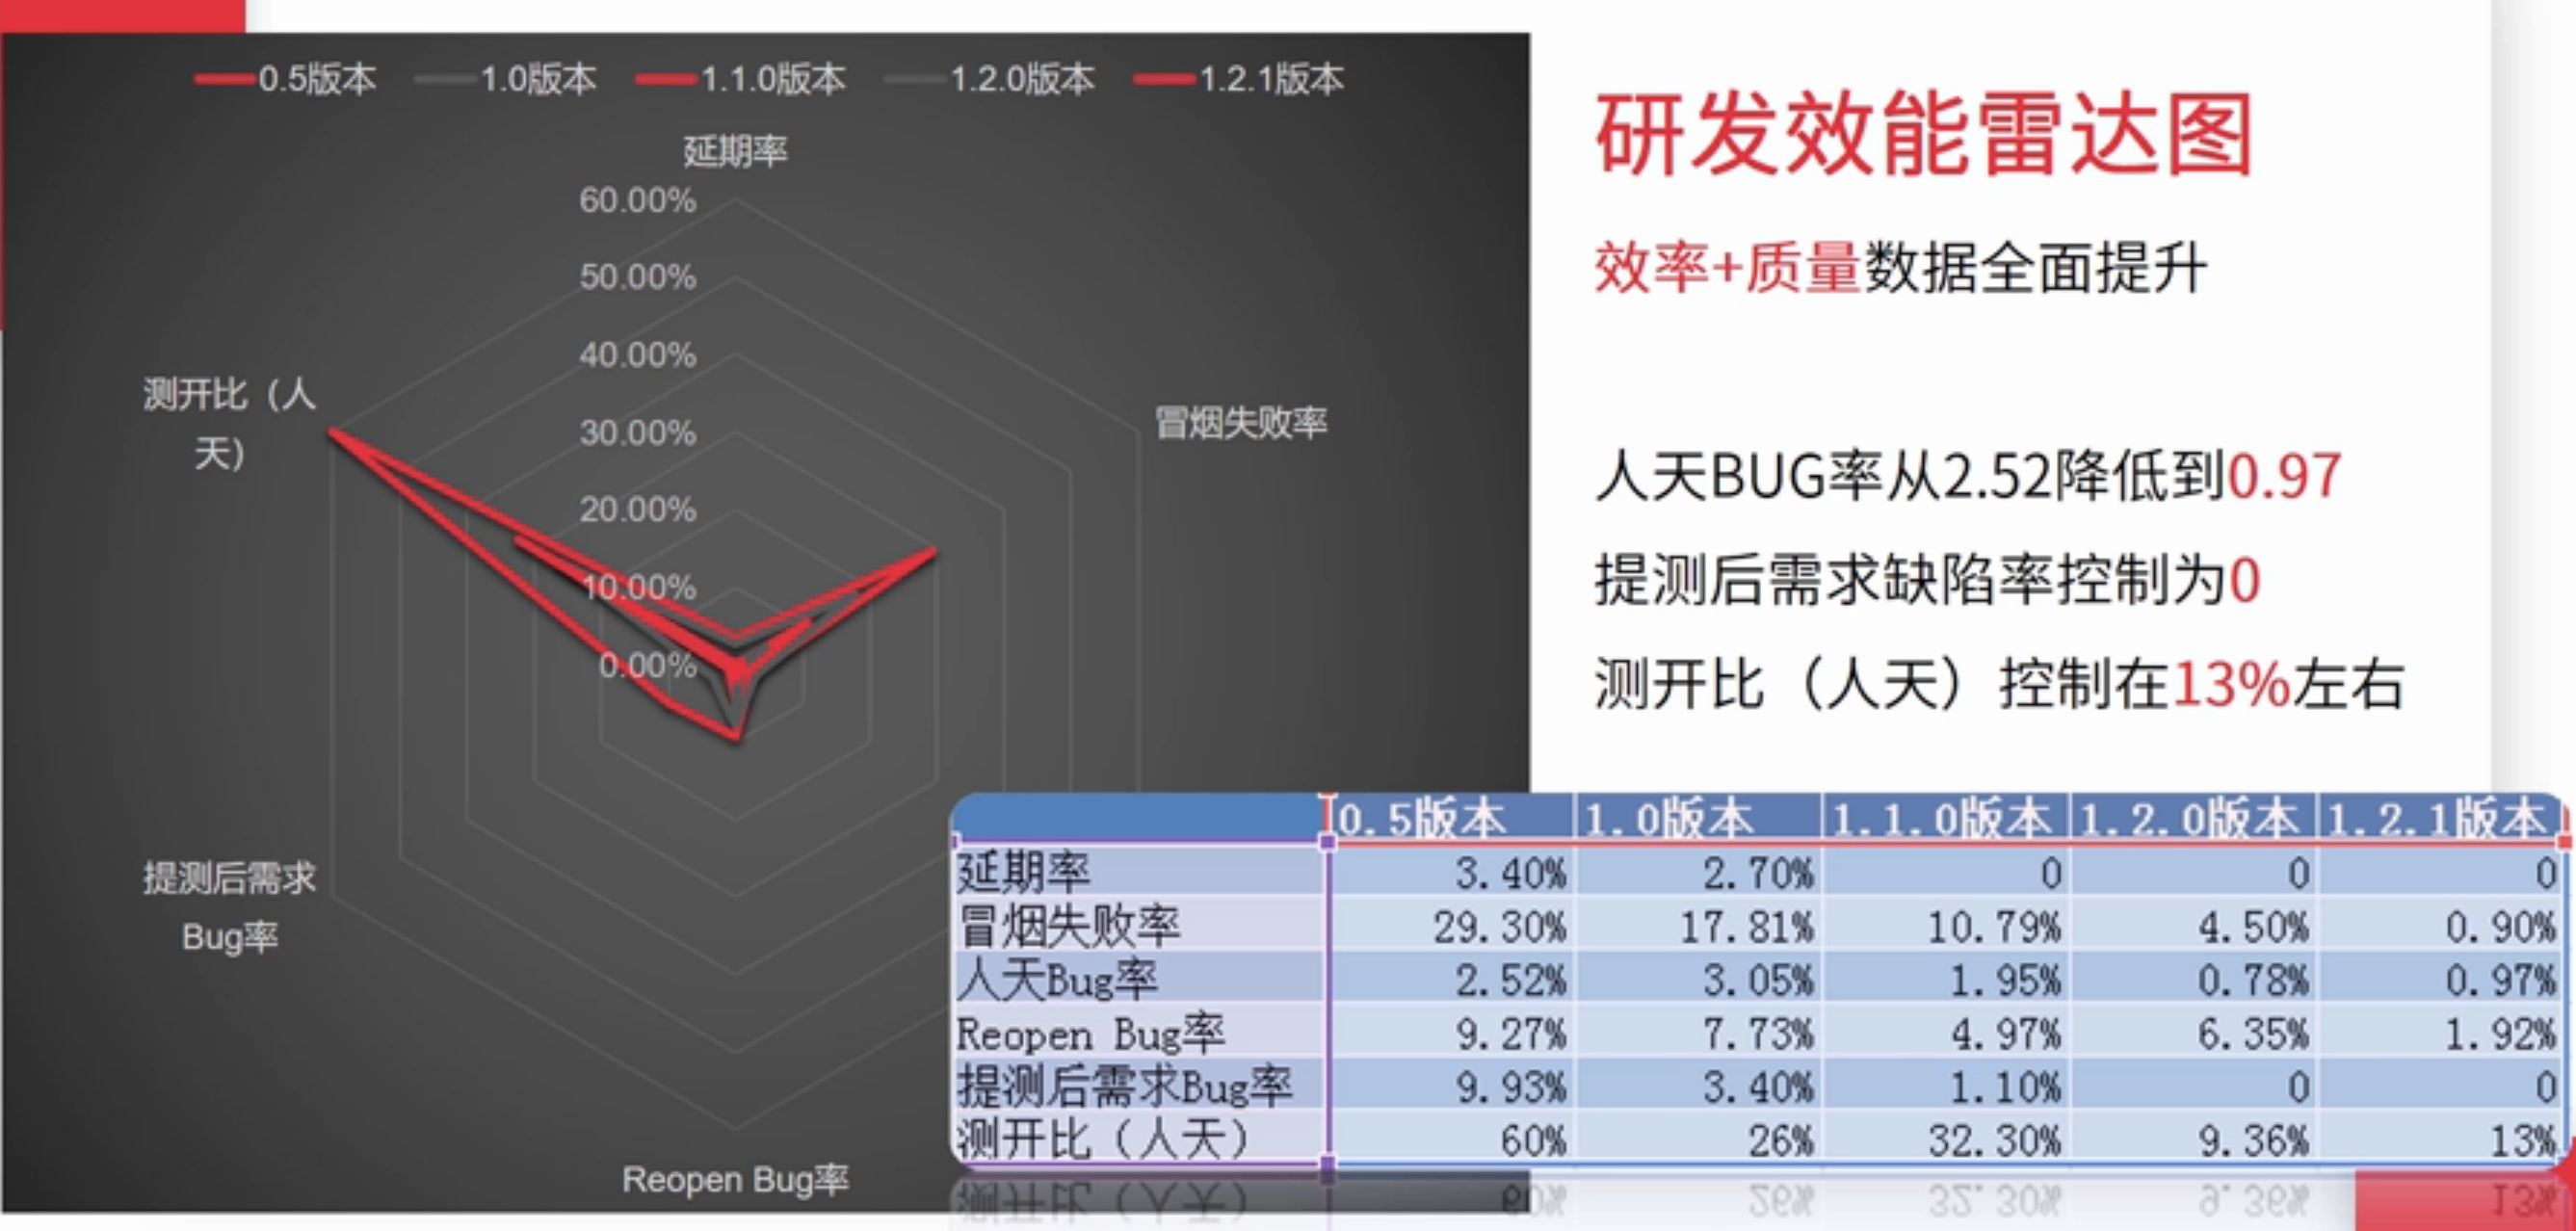 0.5版本 1.0版本 1.1.0版本 1.2.0版本 1.2.1版本
延期率
60.00%
50.00%
40.00%
30.00%
20.00%
10.00%
0.00%
冒烟失败率
测开比（人
天）
提测后需求
Bug率
Reopen Bug率
研发效能雷达图
效率+质量数据全面提升
人天BUG率从2.52降低到0.97
提测后需求缺陷率控制为0
测开比（人天）控制在13%左右
0.5版本 1.0版本 1.1.0版本 1.2.0版本 1.2.1版本
延期率 3.40% 2.70% 0 0 0
冒烟失败率 29.30% 17.81% 10.79% 4.50% 0.90%
人天Bug率 2.52% 3.05% 1.95% 0.78% 0.97%
Reopen Bug率 9.27% 7.73% 4.97% 6.35% 1.92%
提测后需求Bug率 9.93% 3.40% 1.10% 0 0
测开比（人天） 60% 26% 32.30% 9.36% 13%